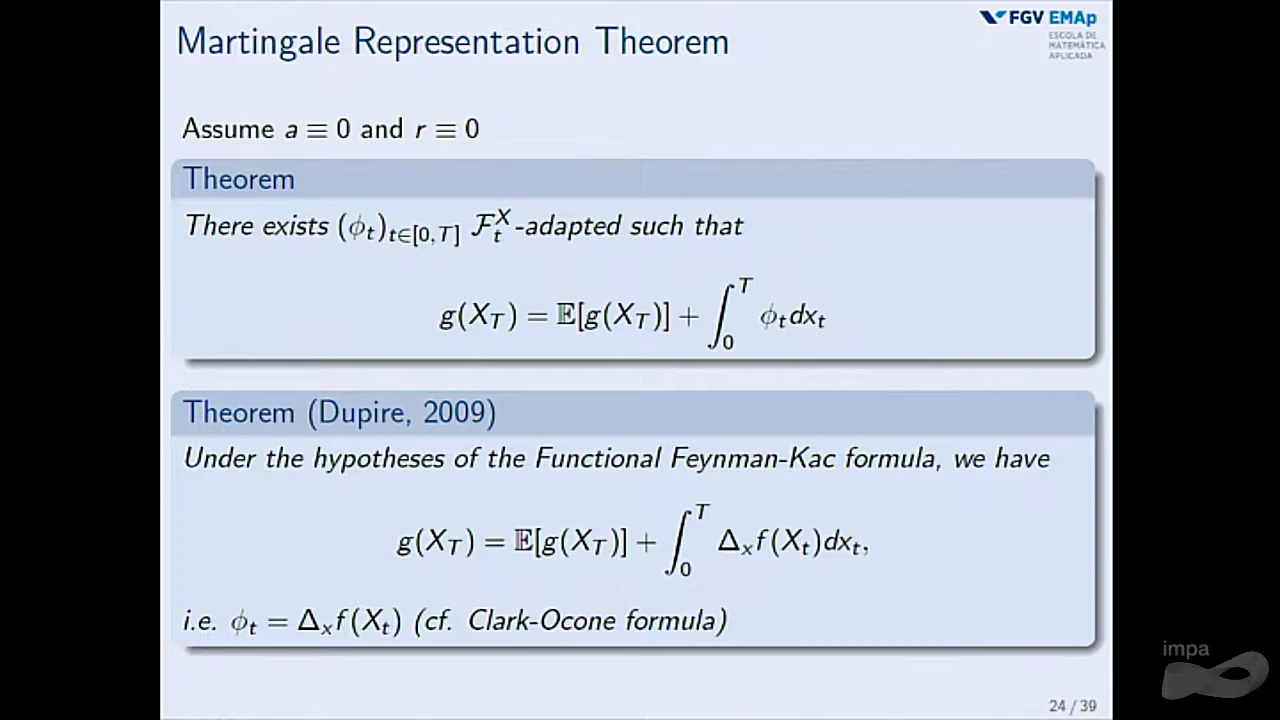 Martingale Representation Theorem
FGV EMAp
ESCOLA DE
MATEMÁTICA
APLICADA
Assume a ≡ 0 and r ≡ 0
Theorem
There exists (ϕ_t)_{t∈[0,T]} ℱ_t^X-adapted such that
g(X_T) = 𝔼[g(X_T)] + ∫_0^T ϕ_t dx_t
Theorem (Dupire, 2009)
Under the hypotheses of the Functional Feynman-Kac formula, we have
g(X_T) = 𝔼[g(X_T)] + ∫_0^T Δ_x f(X_t)dx_t,
i.e. ϕ_t = Δ_x f(X_t) (cf. Clark-Ocone formula)
impa
24 / 39